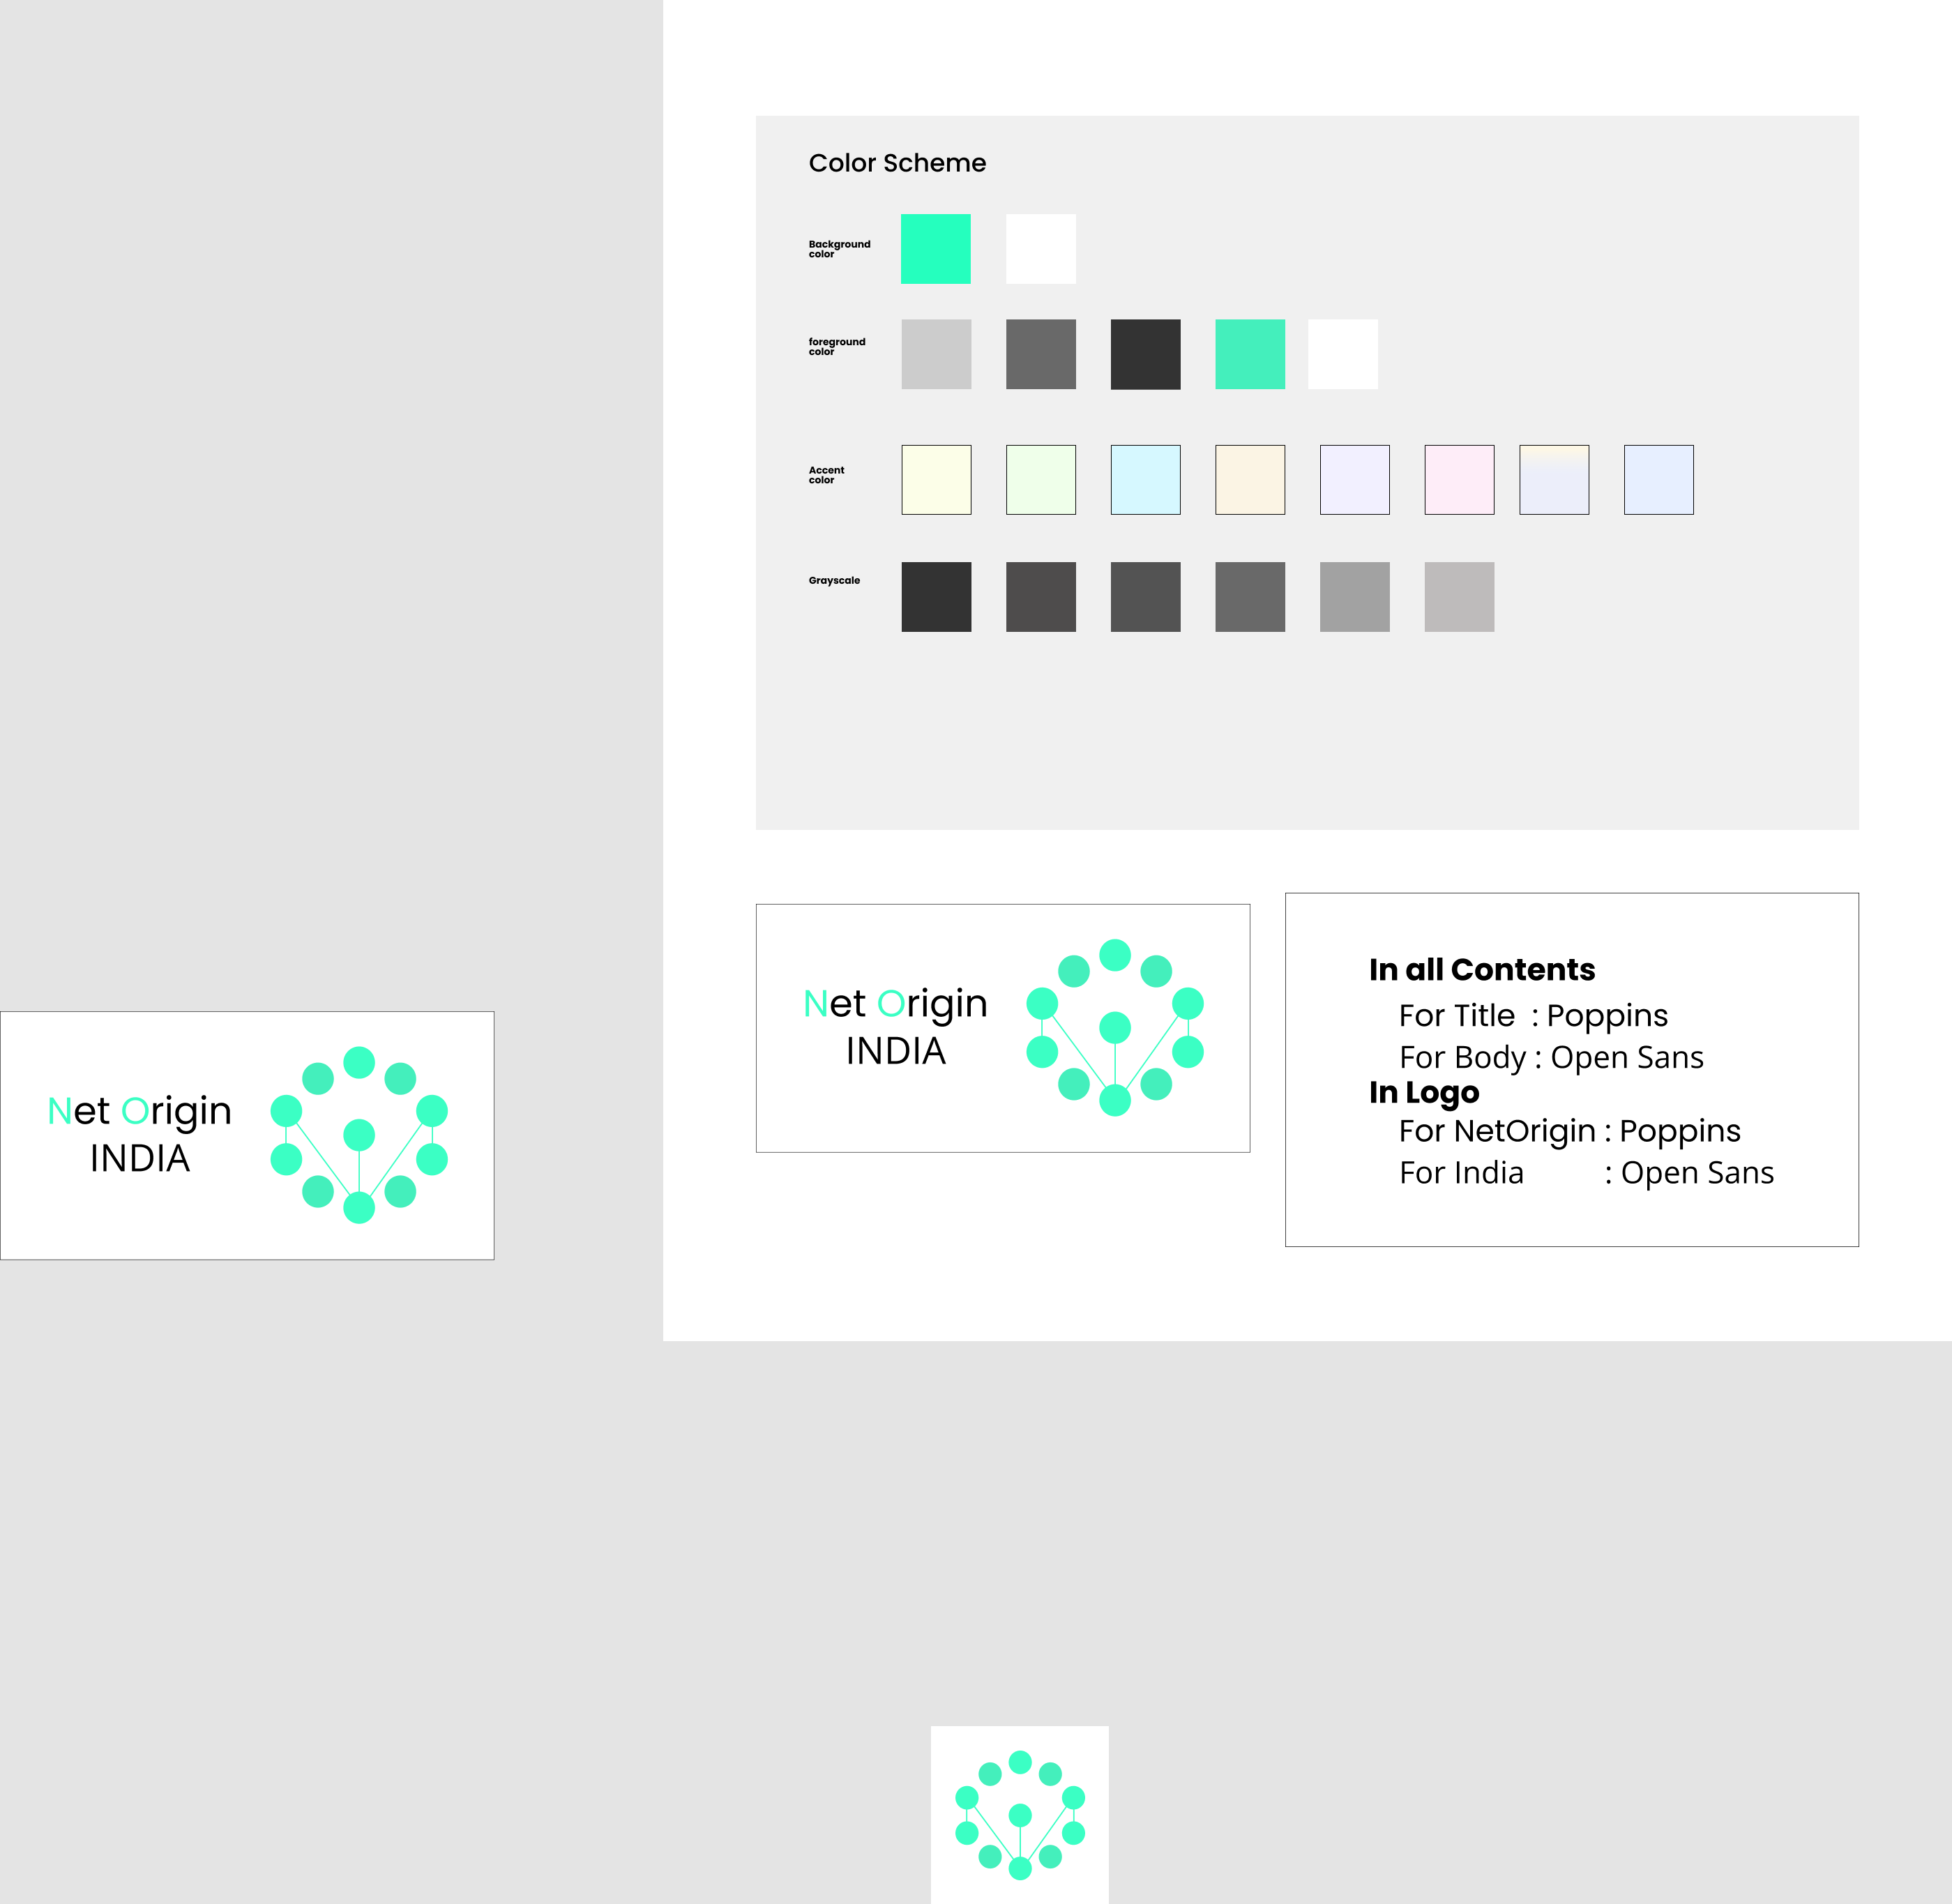 Color Scheme
Background
color
foreground
color
Accent
color
Grayscale
Net Origin
INDIA
In all Contents
For Title : Poppins
For Body : Open Sans
In Logo
For NetOrigin : Poppins
For India : Open Sans
Net Origin
INDIA